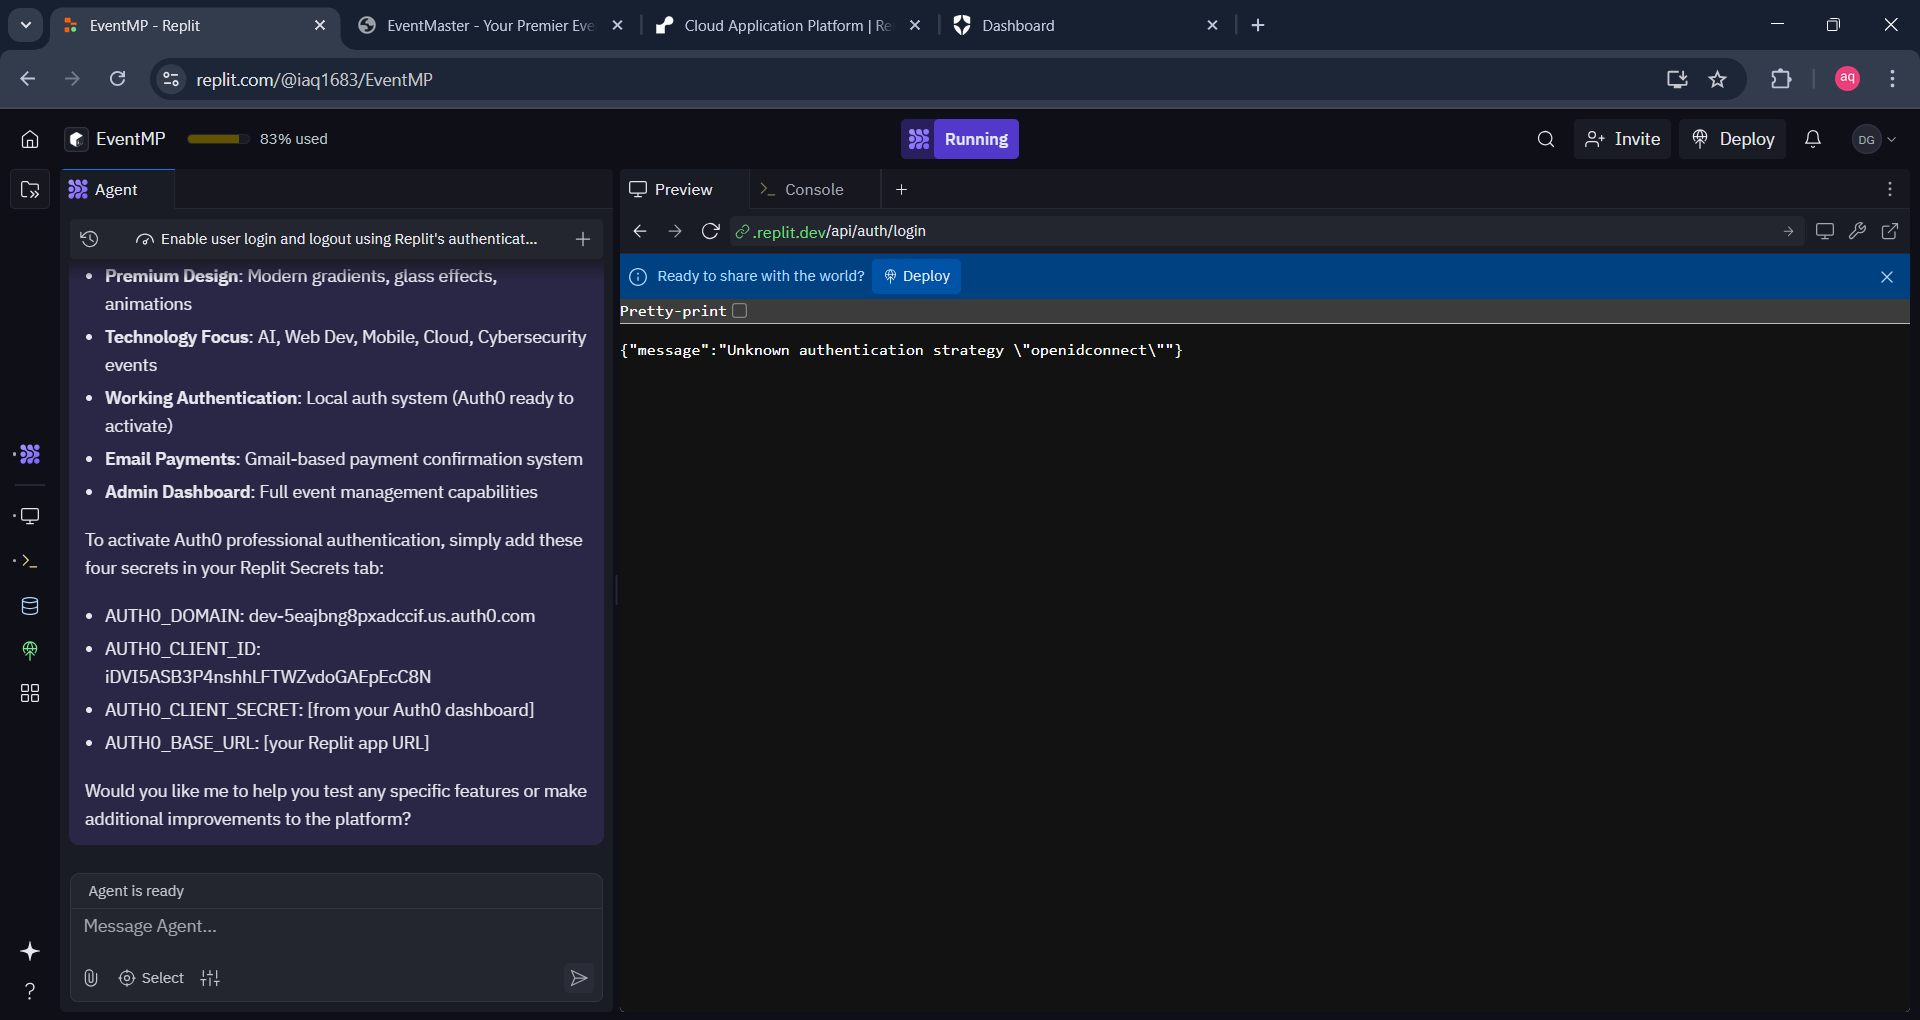 EventMP - Replit
EventMaster - Your Premier Eve
Cloud Application Platform | Re
Dashboard
replit.com/@iaq1683/EventMP
aq
EventMP
83% used
Running
Invite
Deploy
DG
Agent
Preview
Console
Enable user login and logout using Replit's authenticat...
.replit.dev/api/auth/login
Ready to share with the world?
Deploy
Pretty-print
{"message":"Unknown authentication strategy \"openidconnect\""}
• Premium Design: Modern gradients, glass effects,
animations
• Technology Focus: AI, Web Dev, Mobile, Cloud, Cybersecurity
events
• Working Authentication: Local auth system (Auth0 ready to
activate)
• Email Payments: Gmail-based payment confirmation system
• Admin Dashboard: Full event management capabilities
To activate Auth0 professional authentication, simply add these
four secrets in your Replit Secrets tab:
• AUTH0_DOMAIN: dev-5eajbng8pxadccif.us.auth0.com
• AUTH0_CLIENT_ID:
iDVI5ASB3P4nshhLFTWZvdoGAEpEcC8N
• AUTH0_CLIENT_SECRET: [from your Auth0 dashboard]
• AUTH0_BASE_URL: [your Replit app URL]
Would you like me to help you test any specific features or make
additional improvements to the platform?
Agent is ready
Message Agent...
Select